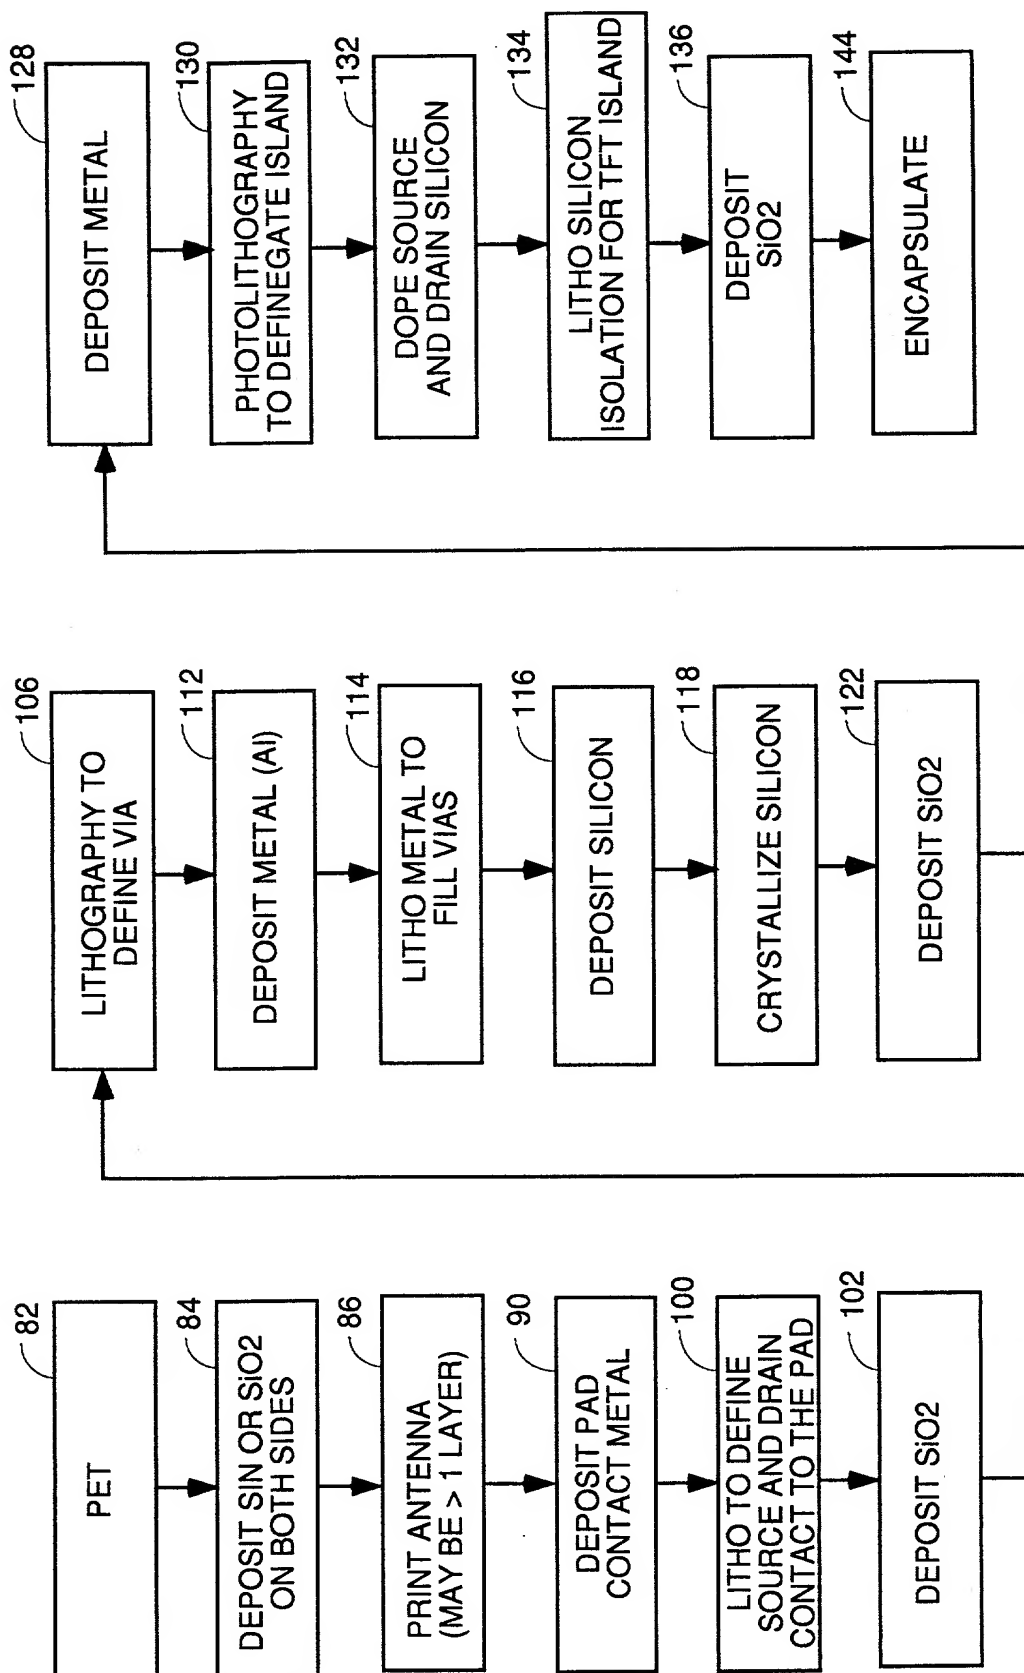 82
PET
84
DEPOSIT SIN OR SiO2
ON BOTH SIDES
86
PRINT ANTENNA
(MAY BE > 1 LAYER)
90
DEPOSIT PAD
CONTACT METAL
100
LITHO TO DEFINE
SOURCE AND DRAIN
CONTACT TO THE PAD
102
DEPOSIT SiO2
106
LITHOGRAPHY TO
DEFINE VIA
112
DEPOSIT METAL (Al)
114
LITHO METAL TO
FILL VIAS
116
DEPOSIT SILICON
118
CRYSTALLIZE SILICON
122
DEPOSIT SiO2
128
DEPOSIT METAL
130
PHOTOLITHOGRAPHY
TO DEFINEGATE ISLAND
132
DOPE SOURCE
AND DRAIN SILICON
134
LITHO SILICON
ISOLATION FOR TFT ISLAND
136
DEPOSIT
SiO2
144
ENCAPSULATE